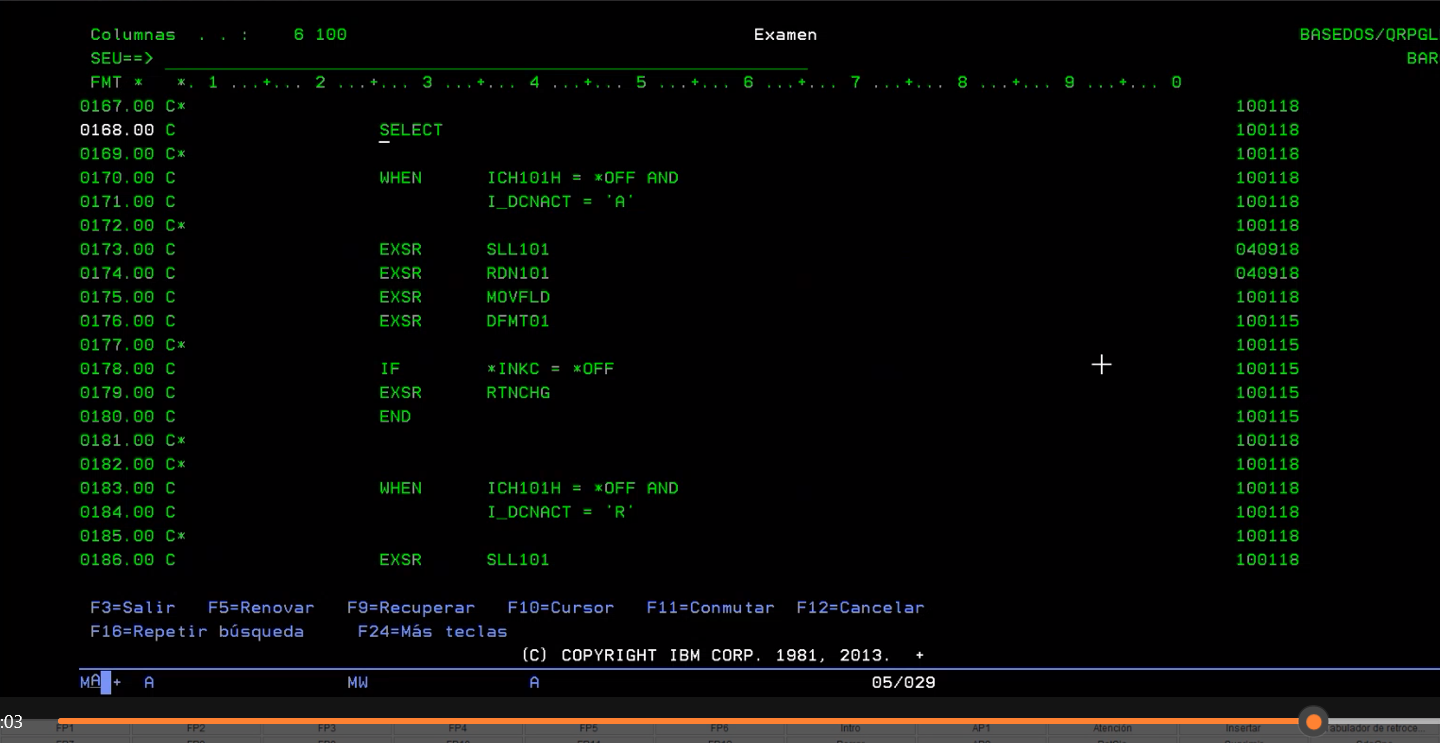 Columnas . . : 6 100 Examen BASEDOS/QRPGL
SEU==> BAR
FMT * *. 1 ...+... 2 ...+... 3 ...+... 4 ...+... 5 ...+... 6 ...+... 7 ...+... 8 ...+... 9 ...+... 0
0167.00 C* 100118
0168.00 C SELECT 100118
0169.00 C* 100118
0170.00 C WHEN ICH101H = *OFF AND 100118
0171.00 C I_DCNACT = 'A' 100118
0172.00 C* 100118
0173.00 C EXSR SLL101 040918
0174.00 C EXSR RDN101 040918
0175.00 C EXSR MOVFLD 100118
0176.00 C EXSR DFMT01 100115
0177.00 C* 100115
0178.00 C IF *INKC = *OFF 100115
0179.00 C EXSR RTNCHG 100115
0180.00 C END 100115
0181.00 C* 100118
0182.00 C* 100118
0183.00 C WHEN ICH101H = *OFF AND 100118
0184.00 C I_DCNACT = 'R' 100118
0185.00 C* 100118
0186.00 C EXSR SLL101 100118
F3=Salir F5=Renovar F9=Recuperar F10=Cursor F11=Conmutar F12=Cancelar
F16=Repetir búsqueda F24=Más teclas
(C) COPYRIGHT IBM CORP. 1981, 2013. +
MA + A MW A 05/029
:03
FP1 FP2 FP3 FP4 FP5 FP6 Intro AP1 Atención Insertar Tabulador de retroce...